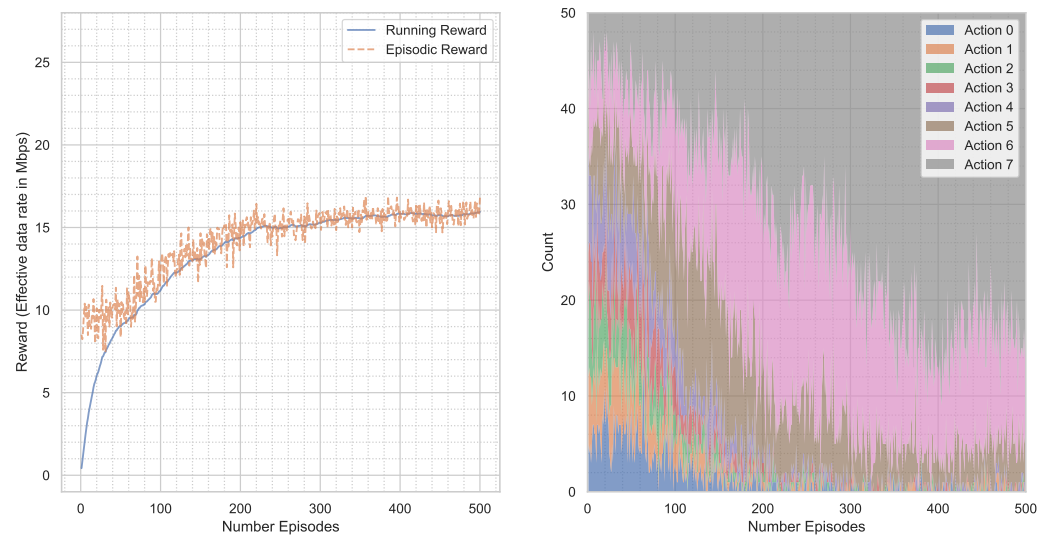 Running Reward
Episodic Reward
25
20
15
10
5
0
0 100 200 300 400 500
Number Episodes
Reward (Effective data rate in Mbps)
Action 0
Action 1
Action 2
Action 3
Action 4
Action 5
Action 6
Action 7
50
40
30
20
10
0
0 100 200 300 400 500
Number Episodes
Count